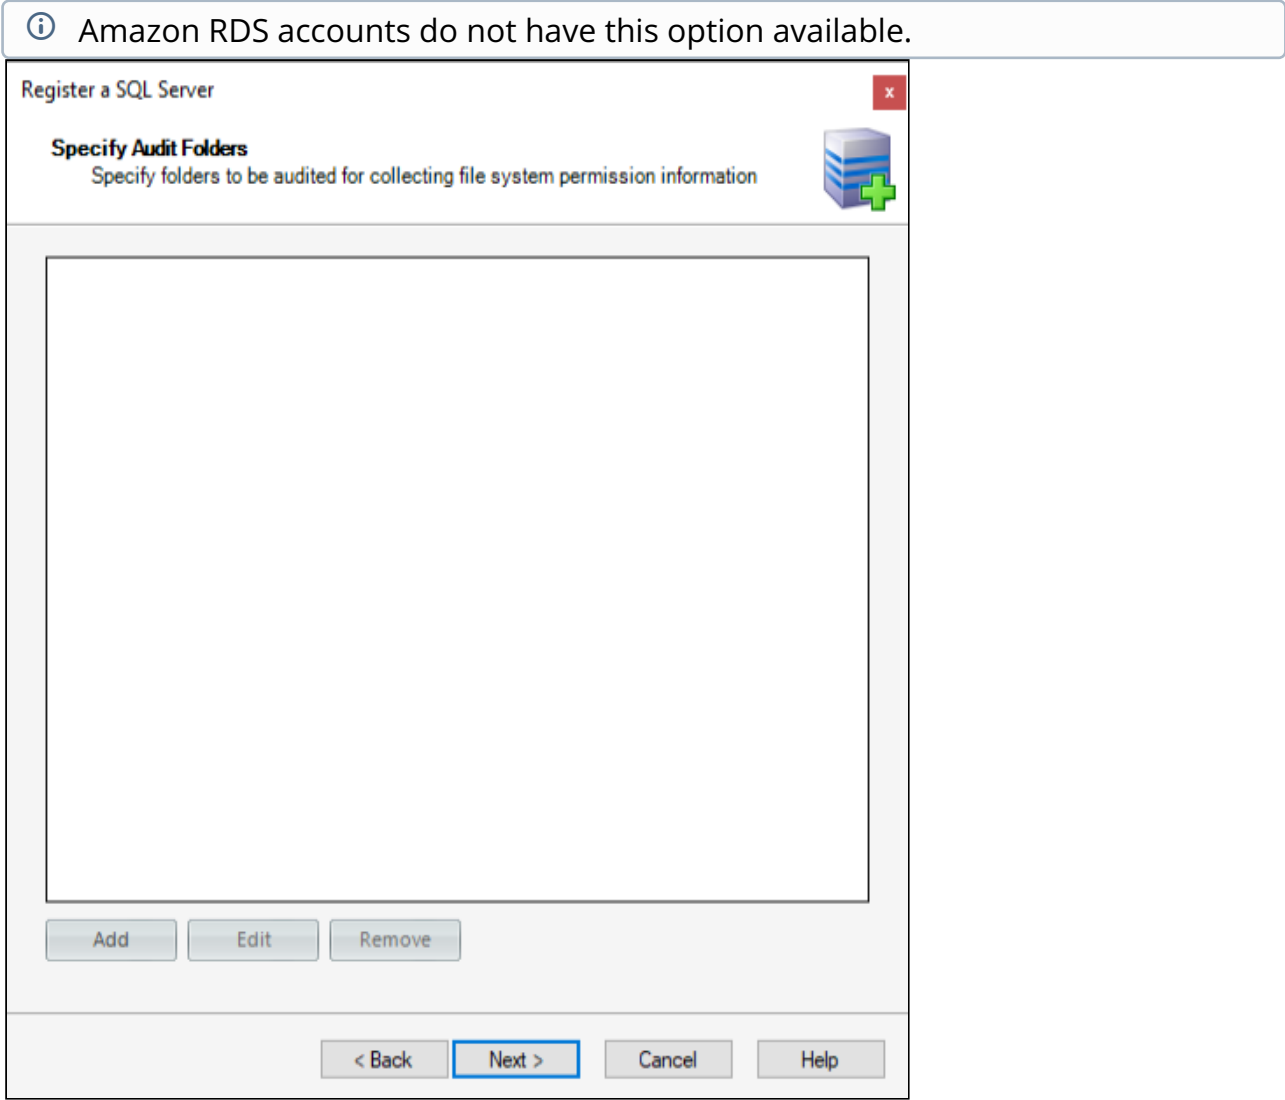 Amazon RDS accounts do not have this option available.
Register a SQL Server
x
Specify Audit Folders
Specify folders to be audited for collecting file system permission information
Add Edit Remove
< Back Next > Cancel Help